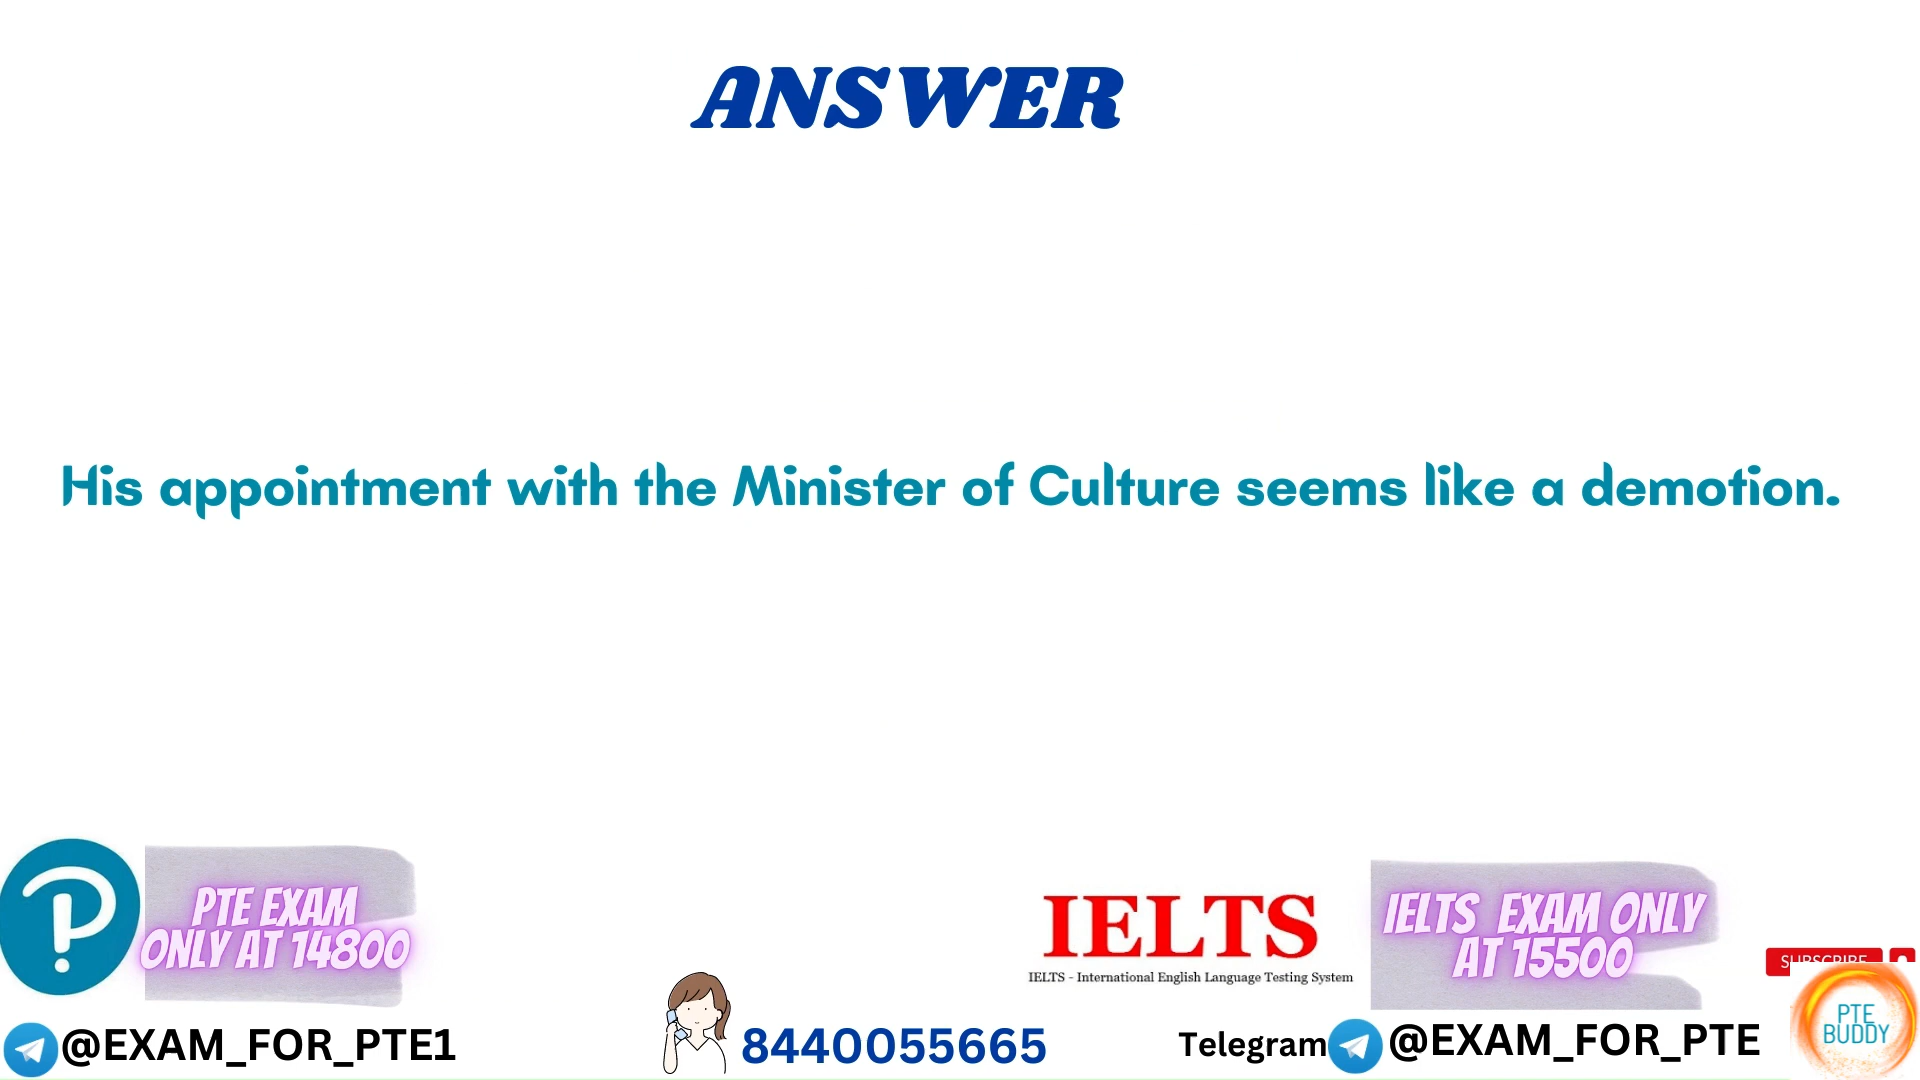 ANSWER
His appointment with the Minister of Culture seems like a demotion.
PTE EXAM
ONLY AT 14800
IELTS
IELTS - International English Language Testing System
IELTS EXAM ONLY
AT 15500
SUBSCRIBE
PTE
BUDDY
@EXAM_FOR_PTE1
8440055665
Telegram
@EXAM_FOR_PTE